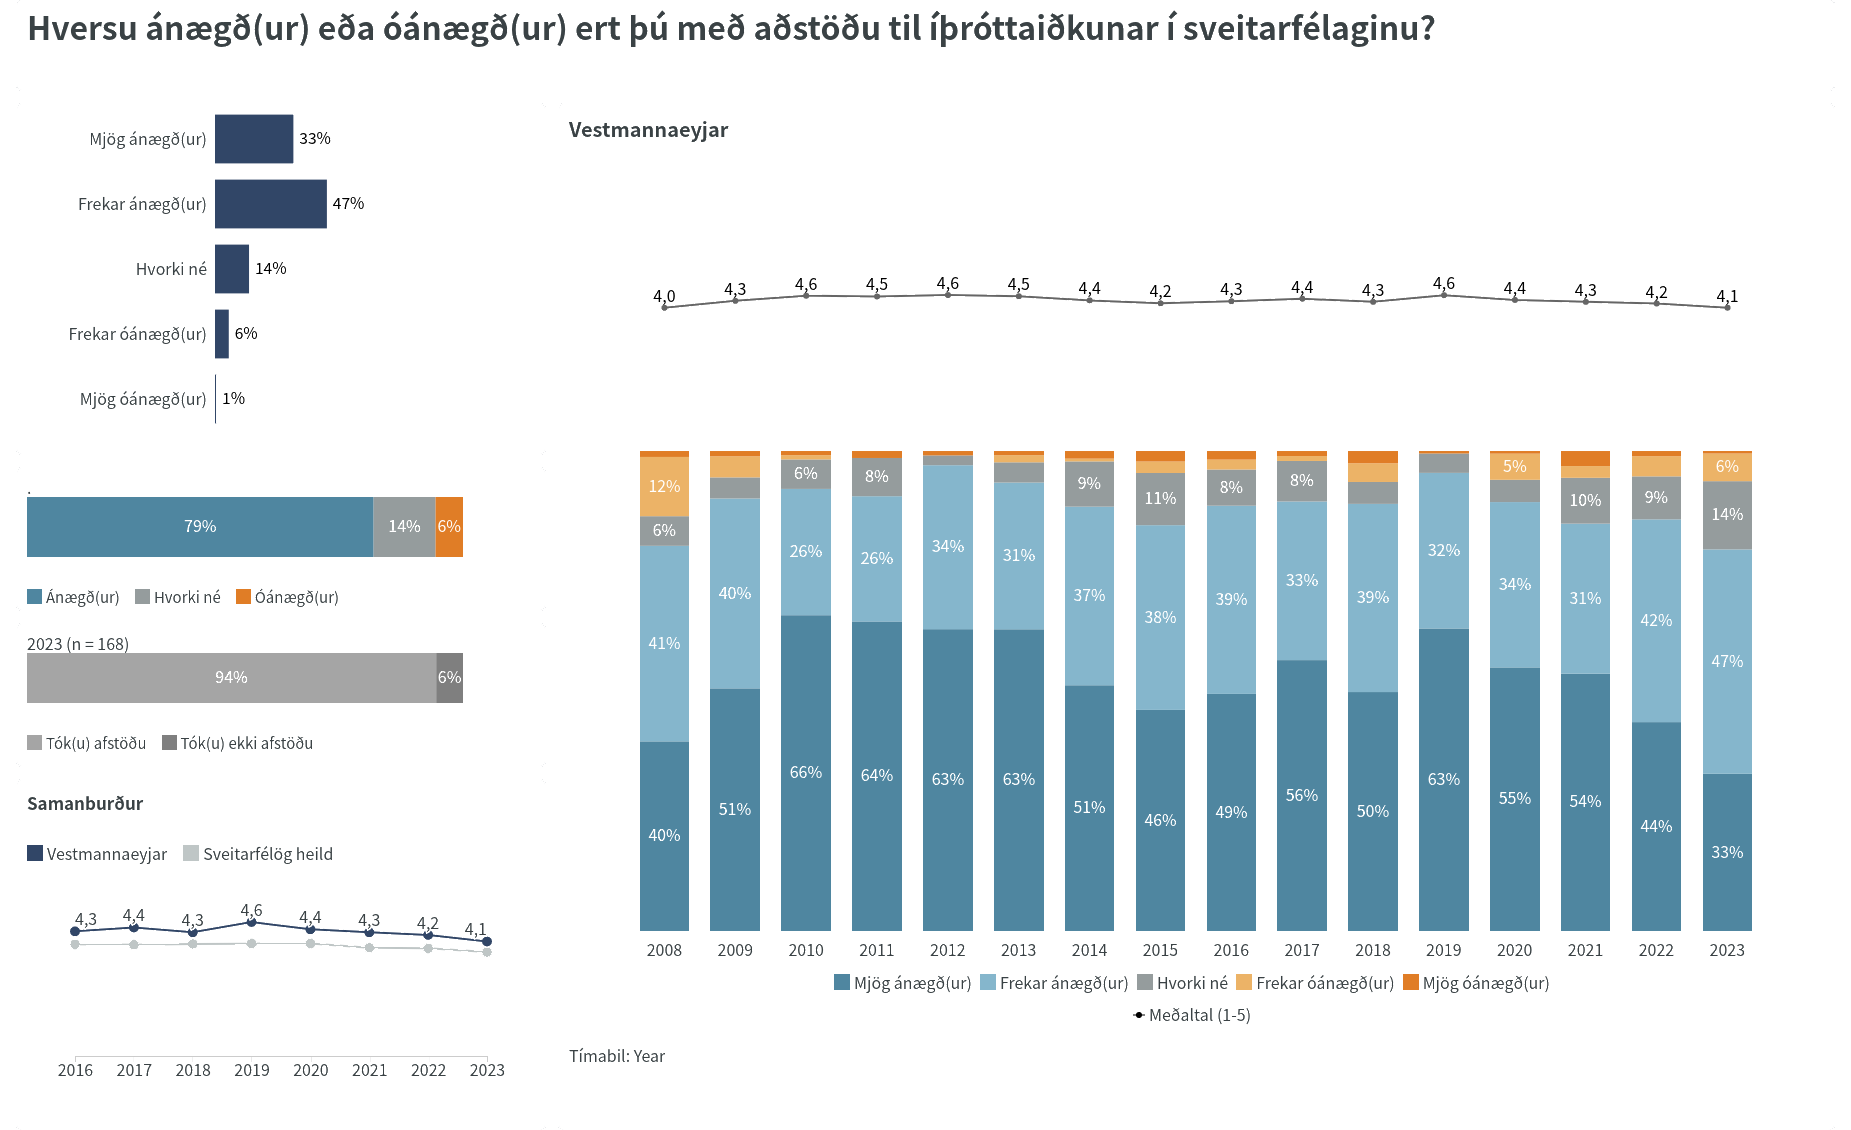 Hversu ánægð(ur) eða óánægð(ur) ert þú með aðstöðu til íþróttaiðkunar í sveitarfélaginu?
Mjög ánægð(ur) 33%
Frekar ánægð(ur) 47%
Hvorki né 14%
Frekar óánægð(ur) 6%
Mjög óánægð(ur) 1%
.
79% 14% 6%
Ánægð(ur) Hvorki né Óánægð(ur)
2023 (n = 168)
94% 6%
Tók(u) afstöðu Tók(u) ekki afstöðu
Samanburður
Vestmannaeyjar Sveitarfélög heild
4,3 4,4 4,3 4,6 4,4 4,3 4,2 4,1
2016 2017 2018 2019 2020 2021 2022 2023
Vestmannaeyjar
4,0 4,3 4,6 4,5 4,6 4,5 4,4 4,2 4,3 4,4 4,3 4,6 4,4 4,3 4,2 4,1
12% 5% 6%
6% 6% 8% 9% 11% 8% 8% 10% 9% 14%
41% 40% 26% 26% 34% 31% 37% 38% 39% 33% 39% 32% 34% 31% 42% 47%
40% 51% 66% 64% 63% 63% 51% 46% 49% 56% 50% 63% 55% 54% 44% 33%
2008 2009 2010 2011 2012 2013 2014 2015 2016 2017 2018 2019 2020 2021 2022 2023
Mjög ánægð(ur) Frekar ánægð(ur) Hvorki né Frekar óánægð(ur) Mjög óánægð(ur)
Meðaltal (1-5)
Tímabil: Year